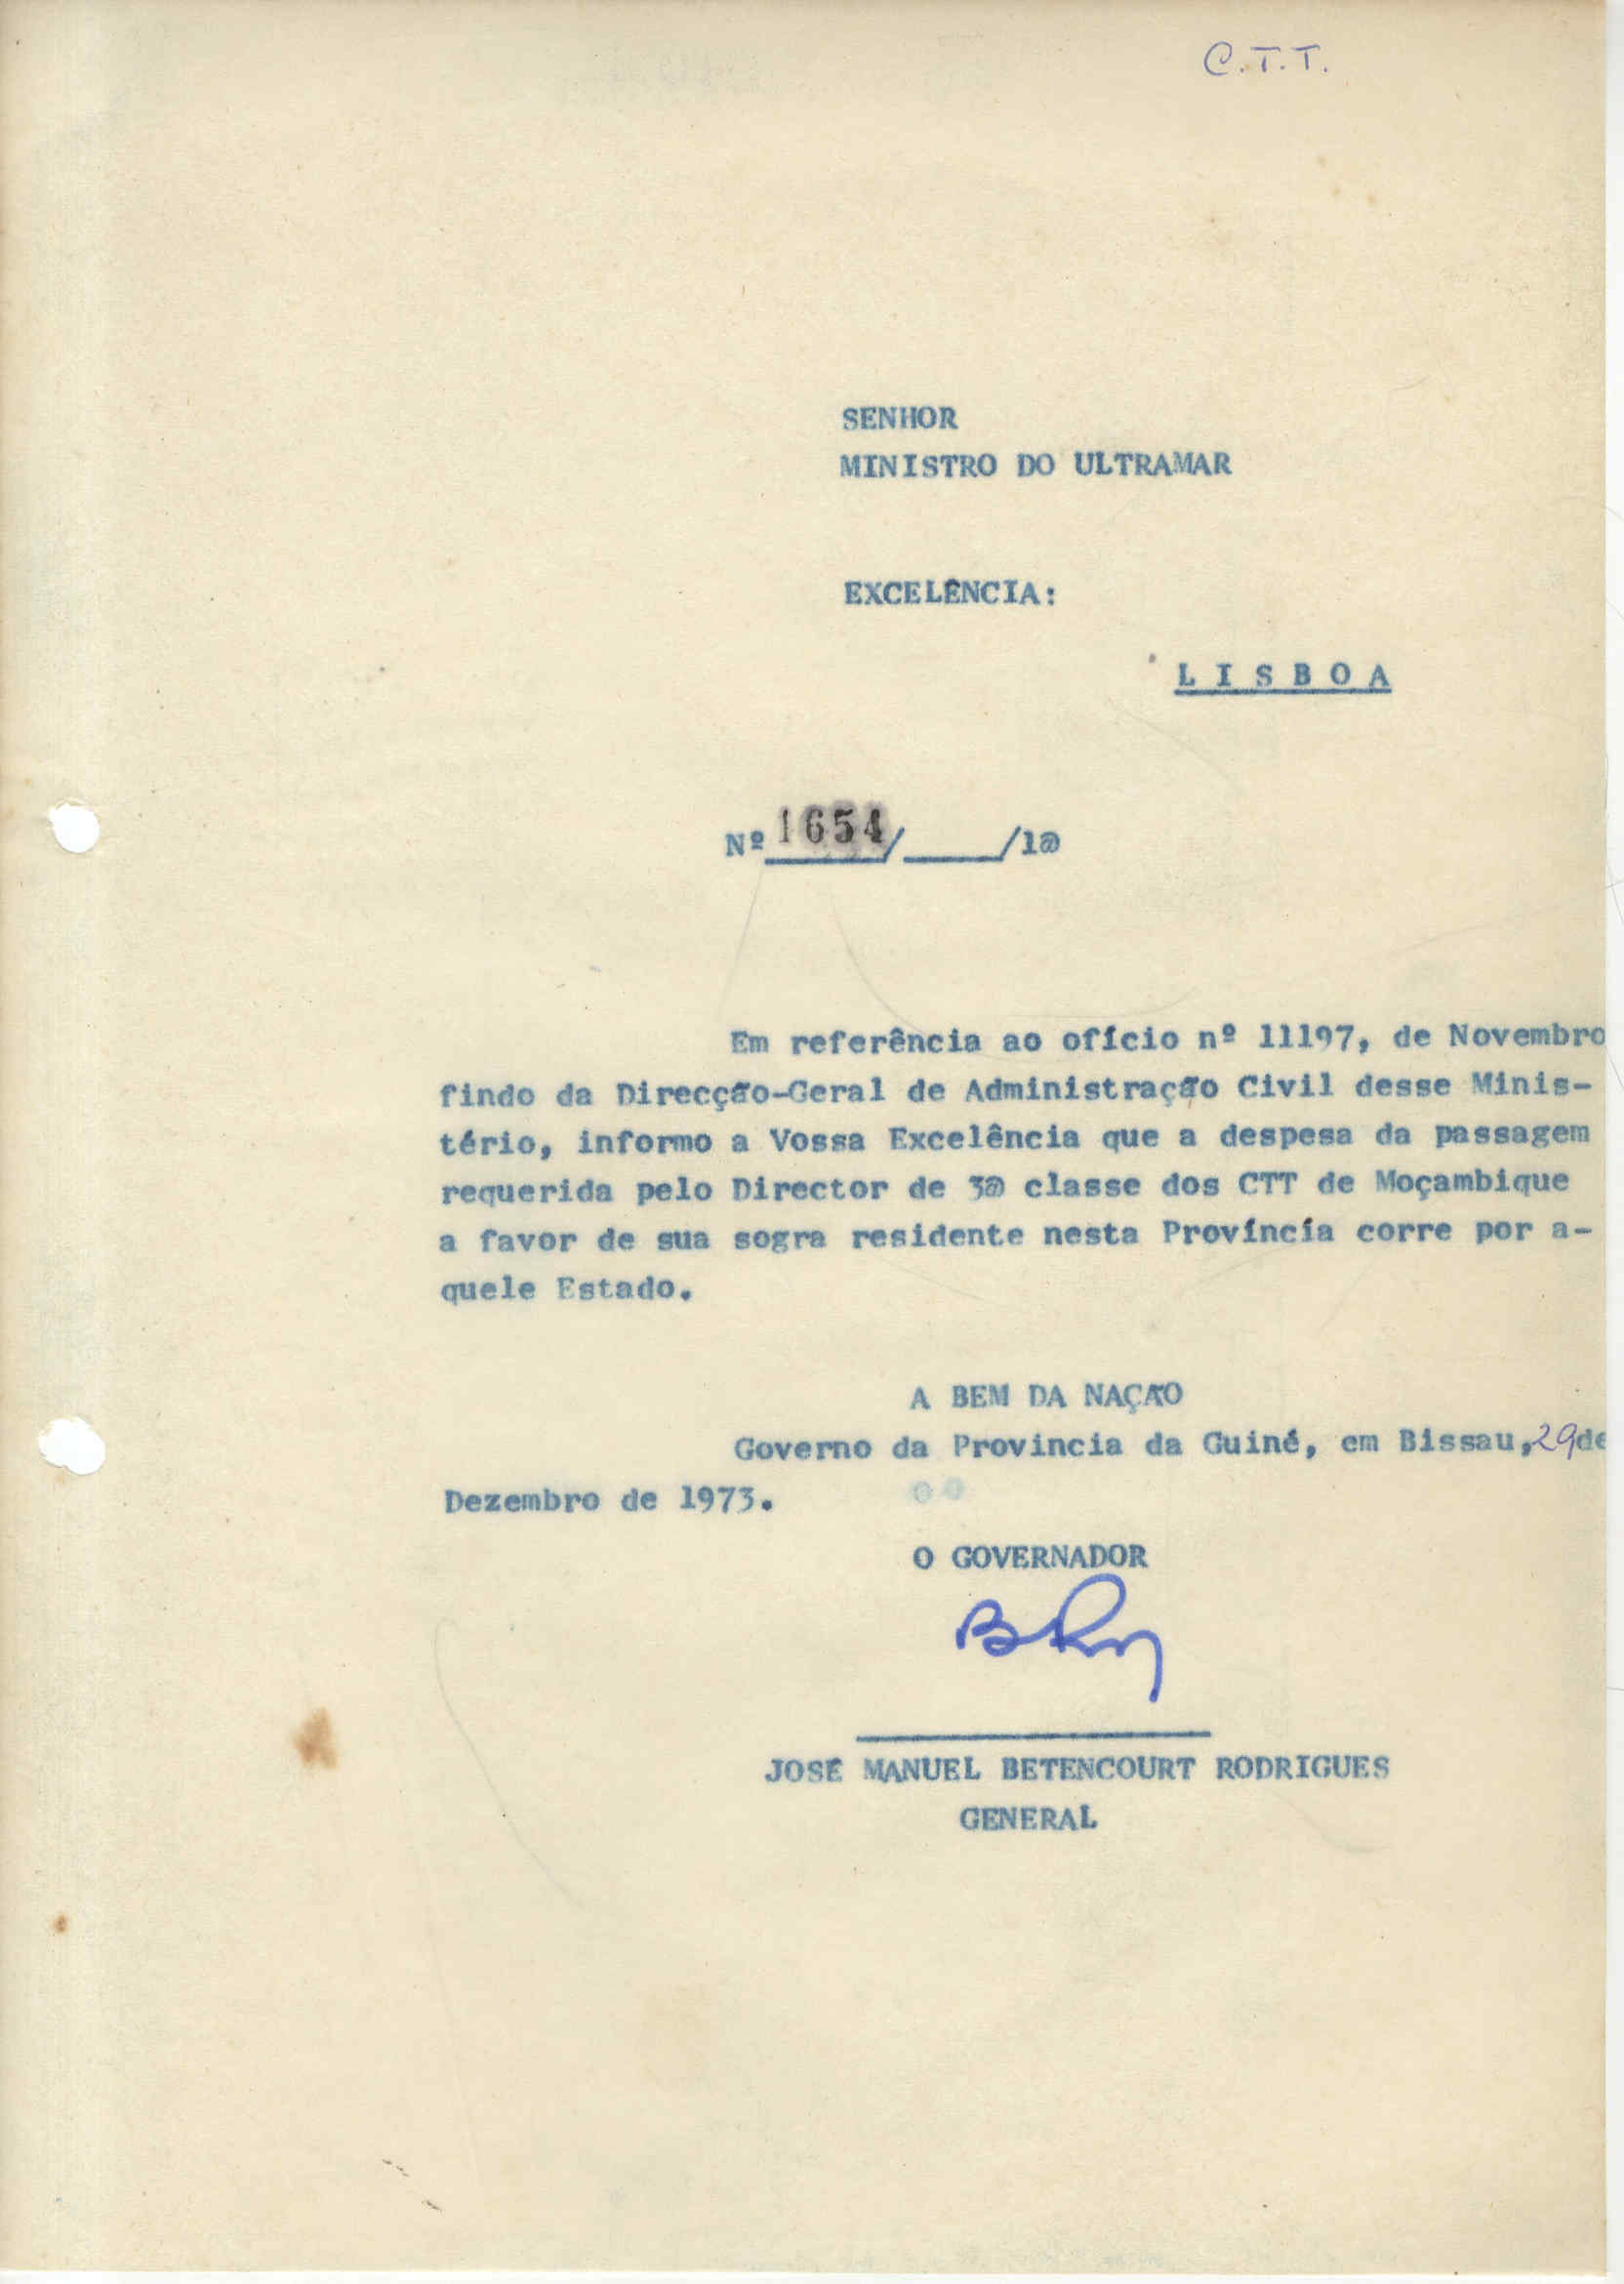 C.T.T.
SENHOR
MINISTRO DO ULTRAMAR
EXCELÊNCIA:
L I S B O A
Nº 1654/____/1ª
Em referência ao ofício nº 11197, de Novembro
findo da Direcção-Geral de Administração Civil desse Minis-
tério, informo a Vossa Excelência que a despesa da passagem
requerida pelo Director de 3ª classe dos CTT de Moçambique
a favor de sua sogra residente nesta Província corre por a-
quele Estado.
A BEM DA NAÇÃO
Governo da Provincia da Guiné, em Bissau, 29 de
Dezembro de 1973.
O GOVERNADOR
JOSÉ MANUEL BETENCOURT RODRIGUES
GENERAL